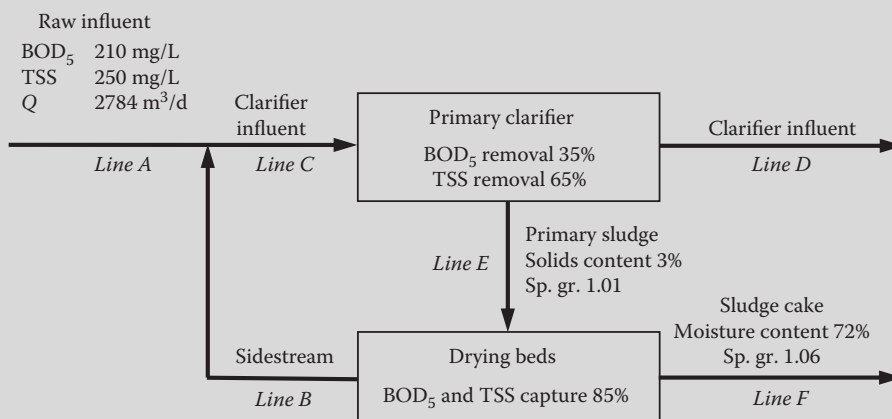 Raw influent
BOD₅ 210 mg/L
TSS 250 mg/L
Q 2784 m³/d
Clarifier
influent
Line A
Line C
Primary clarifier
BOD₅ removal 35%
TSS removal 65%
Clarifier influent
Line D
Line E
Primary sludge
Solids content 3%
Sp. gr. 1.01
Sidestream
Line B
Drying beds
BOD₅ and TSS capture 85%
Sludge cake
Moisture content 72%
Sp. gr. 1.06
Line F